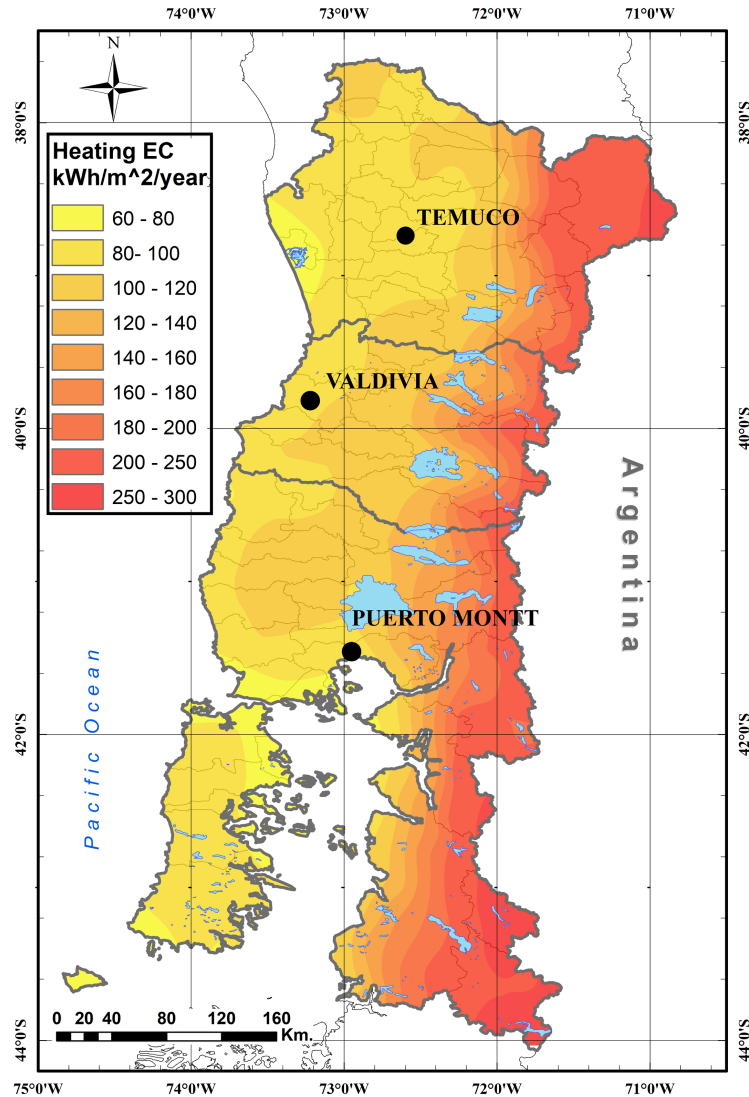 74°0'W 73°0'W 72°0'W 71°0'W
N
38°0'S 38°0'S
Heating EC
kWh/m^2/year
60 - 80
80- 100
100 - 120
120 - 140
140 - 160
160 - 180
180 - 200
200 - 250
250 - 300
TEMUCO
VALDIVIA
40°0'S 40°0'S
Argentina
PUERTO MONTT
Pacific Ocean
42°0'S 42°0'S
0 20 40 80 120 160
Km.
44°0'S 44°0'S
75°0'W 74°0'W 73°0'W 72°0'W 71°0'W